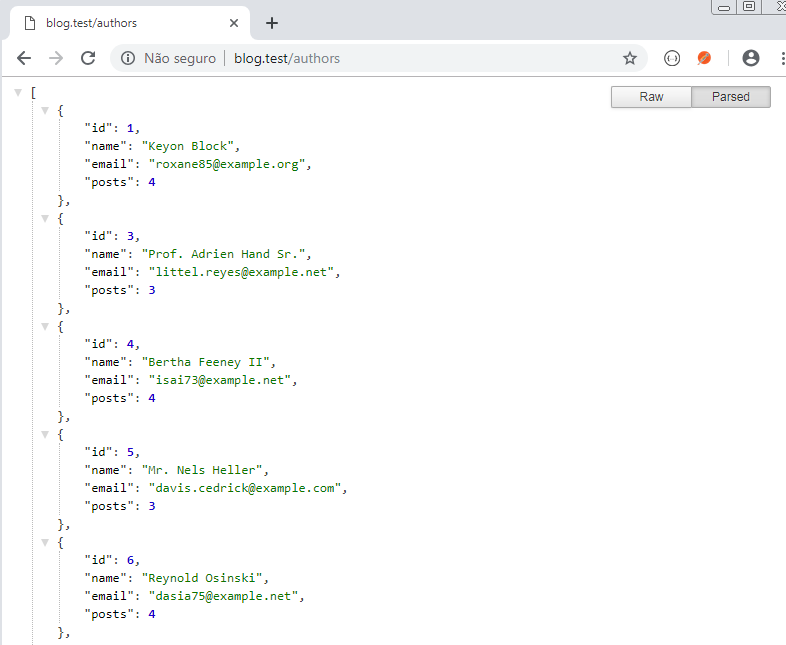 blog.test/authors
Não seguro blog.test/authors
Raw Parsed
[
{
"id": 1,
"name": "Keyon Block",
"email": "roxane85@example.org",
"posts": 4
},
{
"id": 3,
"name": "Prof. Adrien Hand Sr.",
"email": "littel.reyes@example.net",
"posts": 3
},
{
"id": 4,
"name": "Bertha Feeney II",
"email": "isai73@example.net",
"posts": 4
},
{
"id": 5,
"name": "Mr. Nels Heller",
"email": "davis.cedrick@example.com",
"posts": 3
},
{
"id": 6,
"name": "Reynold Osinski",
"email": "dasia75@example.net",
"posts": 4
},